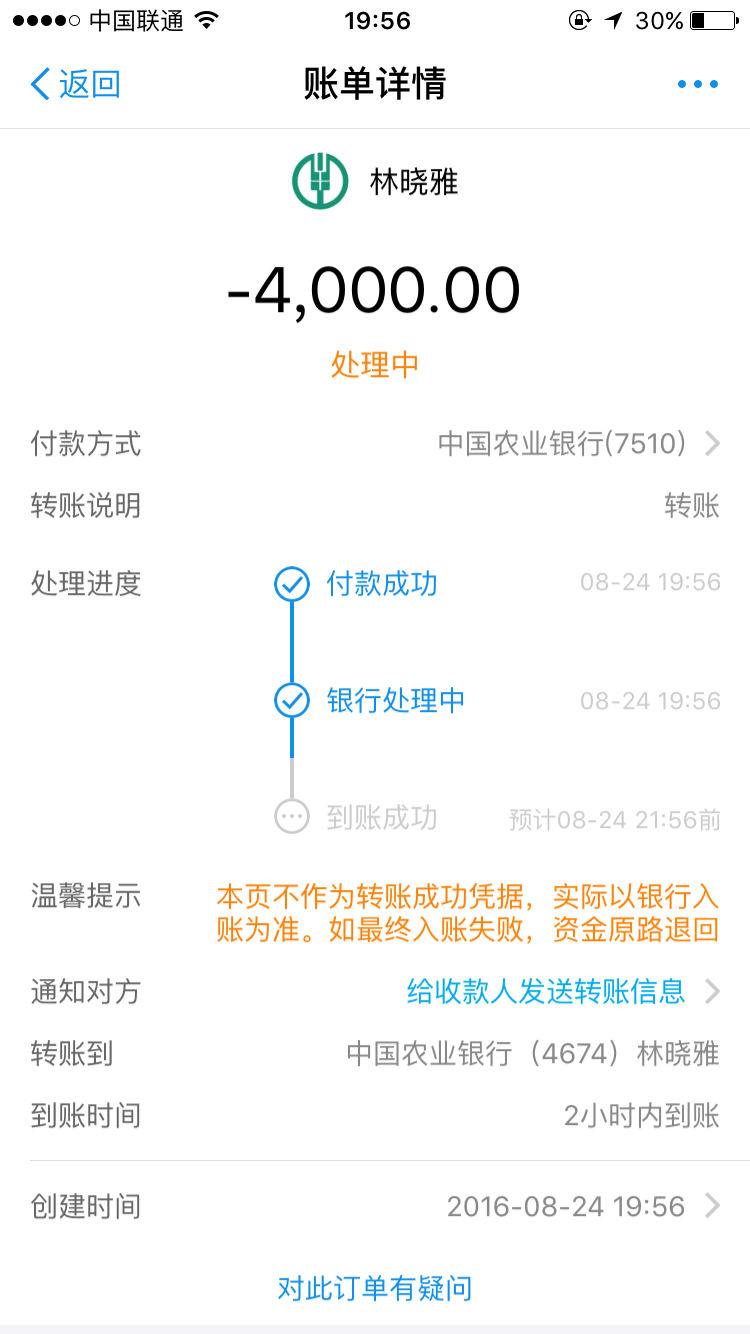 中国联通 19:56 30%
返回 账单详情
林晓雅
-4,000.00
处理中
付款方式 中国农业银行(7510)
转账说明 转账
处理进度 付款成功 08-24 19:56
银行处理中 08-24 19:56
到账成功 预计08-24 21:56前
温馨提示 本页不作为转账成功凭据，实际以银行入
账为准。如最终入账失败，资金原路退回
通知对方 给收款人发送转账信息
转账到 中国农业银行（4674）林晓雅
到账时间 2小时内到账
创建时间 2016-08-24 19:56
对此订单有疑问